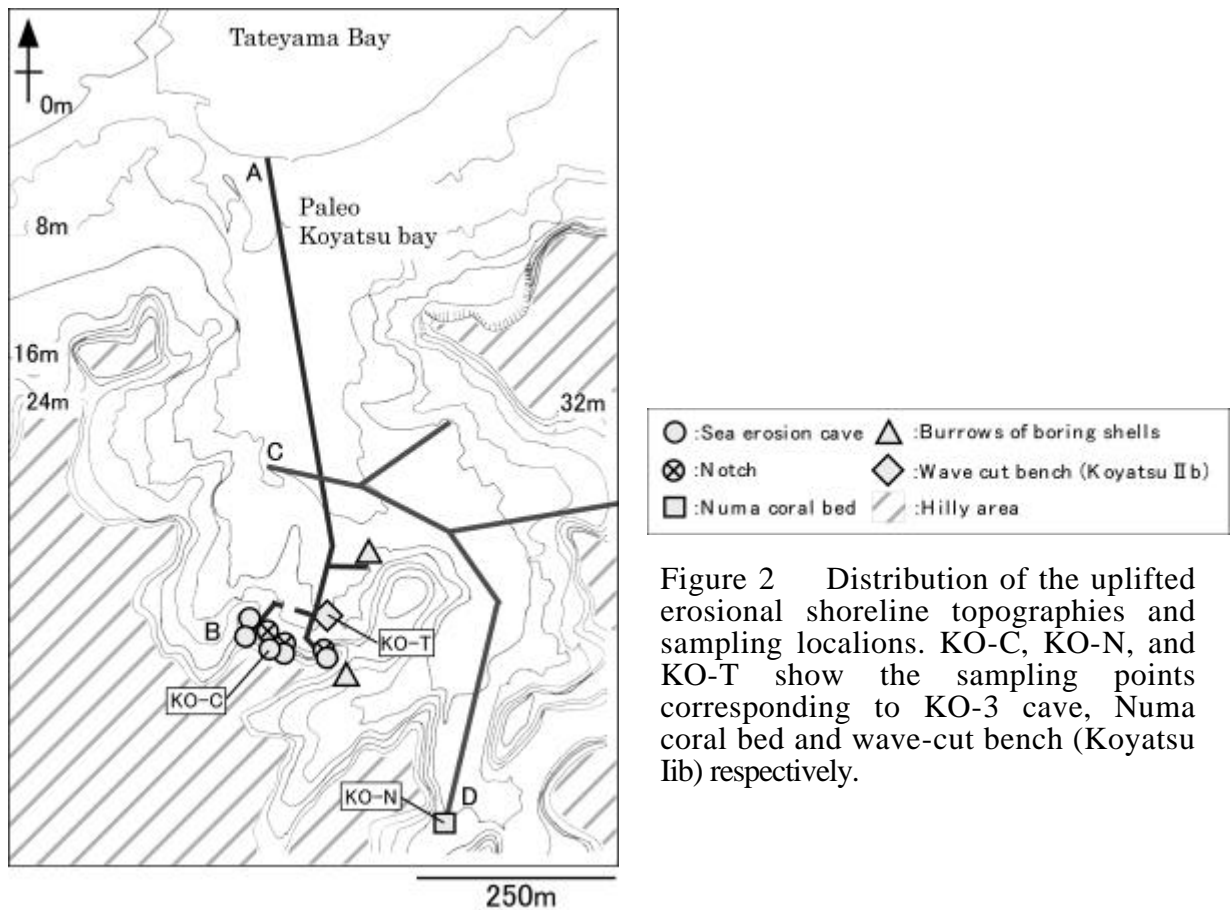 Tateyama Bay
0m
A
Paleo
Koyatsu bay
8m
16m
24m
32m
C
B
KO-T
KO-C
KO-N
D
250m
:Sea erosion cave
:Burrows of boring shells
:Notch
:Wave cut bench (Koyatsu Ⅱb)
:Numa coral bed
:Hilly area
Figure 2 Distribution of the uplifted
erosional shoreline topographies and
sampling localions. KO-C, KO-N, and
KO-T show the sampling points
corresponding to KO-3 cave, Numa
coral bed and wave-cut bench (Koyatsu
Iib) respectively.